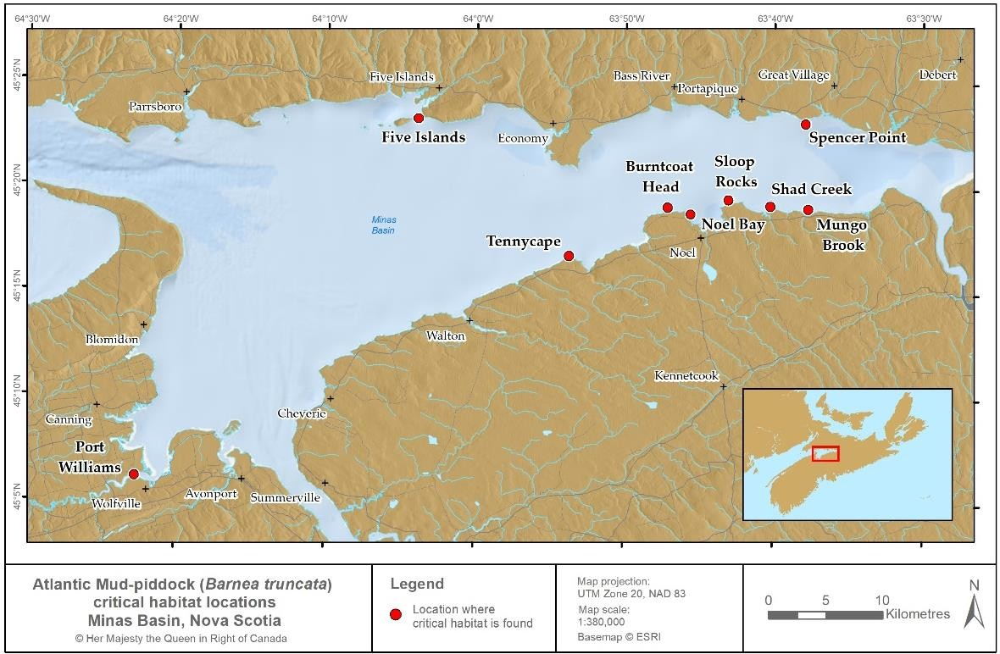 64°30'W 64°20'W 64°10'W 64°0'W 63°50'W 63°40'W 63°30'W
45°25'N
45°20'N
45°15'N
45°10'N
45°5'N
Five Islands
Bass River
Great Village
Debert
Portapique
Parrsboro
Five Islands
Economy
Spencer Point
Burntcoat
Head
Sloop
Rocks
Shad Creek
Minas
Basin
Noel Bay
Mungo
Brook
Tennycape
Noel
Blomidon
Walton
Kennetcook
Canning
Cheverie
Port
Williams
Wolfville
Avonport
Summerville
Atlantic Mud-piddock (Barnea truncata)
critical habitat locations
Minas Basin, Nova Scotia
© Her Majesty the Queen in Right of Canada
Legend
Location where
critical habitat is found
Map projection:
UTM Zone 20, NAD 83
Map scale:
1:380,000
Basemap © ESRI
0 5 10
Kilometres
N